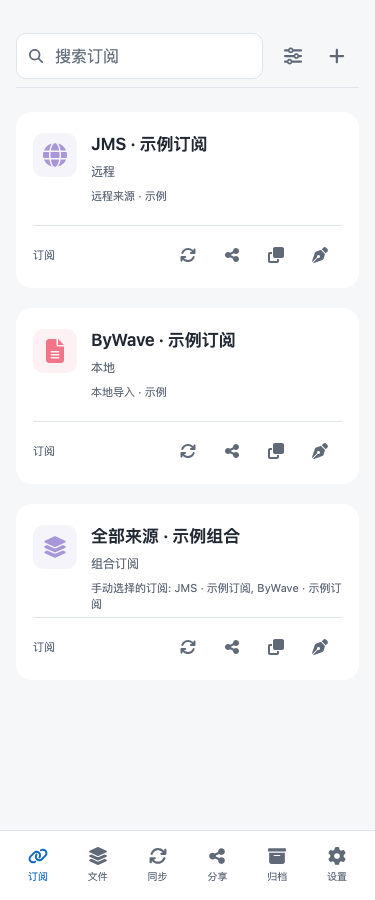 搜索订阅
JMS · 示例订阅
远程
远程来源 · 示例
订阅
ByWave · 示例订阅
本地
本地导入 · 示例
订阅
全部来源 · 示例组合
组合订阅
手动选择的订阅: JMS · 示例订阅, ByWave · 示例订
阅
订阅
订阅 文件 同步 分享 归档 设置